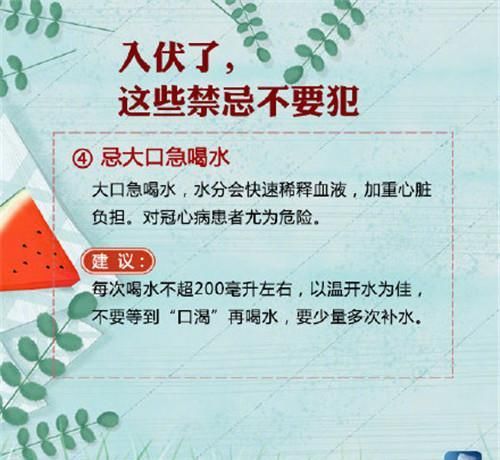 入伏了，
这些禁忌不要犯
④ 忌大口急喝水
大口急喝水，水分会快速稀释血液，加重心脏
负担。对冠心病患者尤为危险。
建议：
每次喝水不超200毫升左右，以温开水为佳，
不要等到“口渴”再喝水，要少量多次补水。